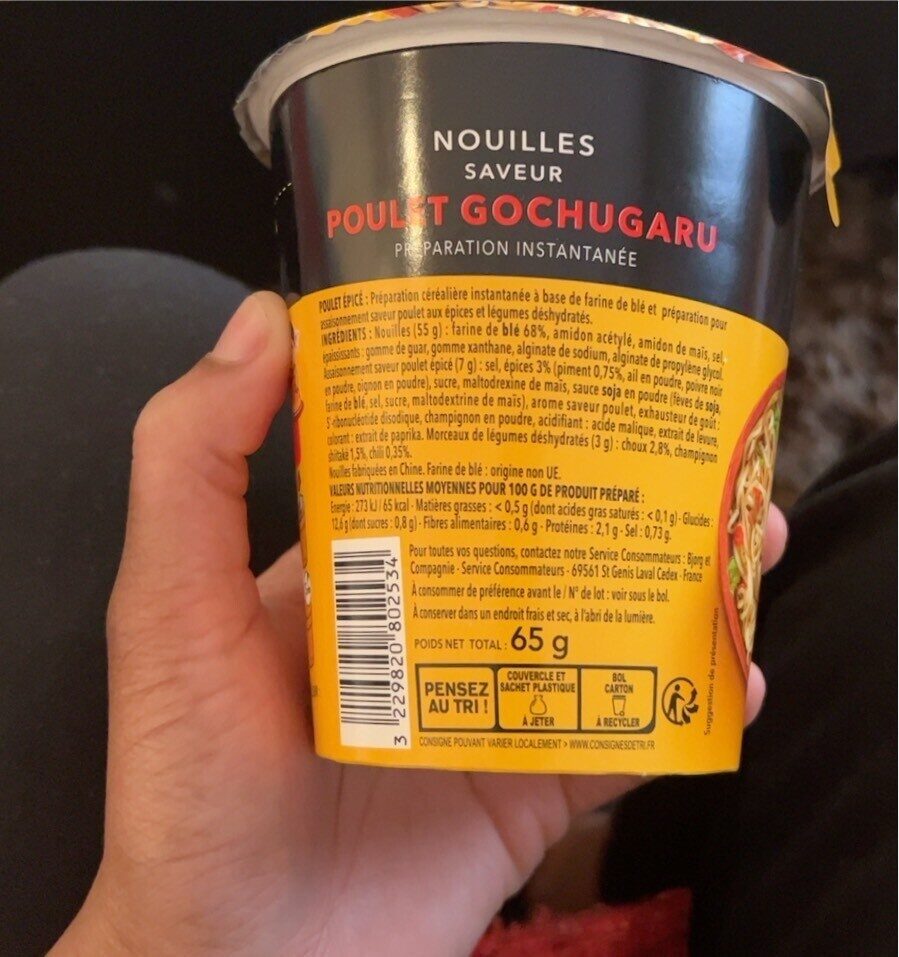 NOUILLES
SAVEUR
POULET GOCHUGARU
PRÉPARATION INSTANTANÉE
POULET ÉPICÉ : Préparation céréalière instantanée à base de farine de blé et préparation pour
assaisonnement saveur poulet aux épices et légumes déshydratés.
INGRÉDIENTS : Nouilles (55 g) : farine de blé 68%, amidon acétylé, amidon de maïs, sel,
épaississants : gomme de guar, gomme xanthane, alginate de sodium, alginate de propylène glycol.
Assaisonnement saveur poulet épicé (7 g) : sel, épices 3% (piment 0,75%, ail en poudre, poivre noir
en poudre, oignon en poudre), sucre, maltodrexine de maïs, sauce soja en poudre (fèves de soja,
farine de blé, sel, sucre, maltodextrine de maïs), arome saveur poulet, exhausteur de goût :
5'-ribonucléotide disodique, champignon en poudre, acidifiant : acide malique, extrait de levure,
colorant : extrait de paprika. Morceaux de légumes déshydratés (3 g) : choux 2,8%, champignon
shiitaké 1,5%, chili 0,35%.
Nouilles fabriquées en Chine. Farine de blé : origine non UE.
VALEURS NUTRITIONNELLES MOYENNES POUR 100 G DE PRODUIT PRÉPARÉ :
Energie : 273 kJ / 65 kcal - Matières grasses : < 0,5 g (dont acides gras saturés : < 0,1 g) - Glucides :
12,6 g (dont sucres : 0,8 g) - Fibres alimentaires : 0,6 g - Protéines : 2,1 g - Sel : 0,73 g.
Pour toutes vos questions, contactez notre Service Consommateurs : Bjorg et
Compagnie - Service Consommateurs - 69561 St Genis Laval Cedex - France
À consommer de préférence avant le / N° de lot : voir sous le bol.
À conserver dans un endroit frais et sec, à l'abri de la lumière.
POIDS NET TOTAL : 65 g
PENSEZ
AU TRI !
COUVERCLE ET
SACHET PLASTIQUE
À JETER
BOL
CARTON
À RECYCLER
CONSIGNE POUVANT VARIER LOCALEMENT > WWW.CONSIGNESDETRI.FR
3 229820 802534
Suggestion de présentation